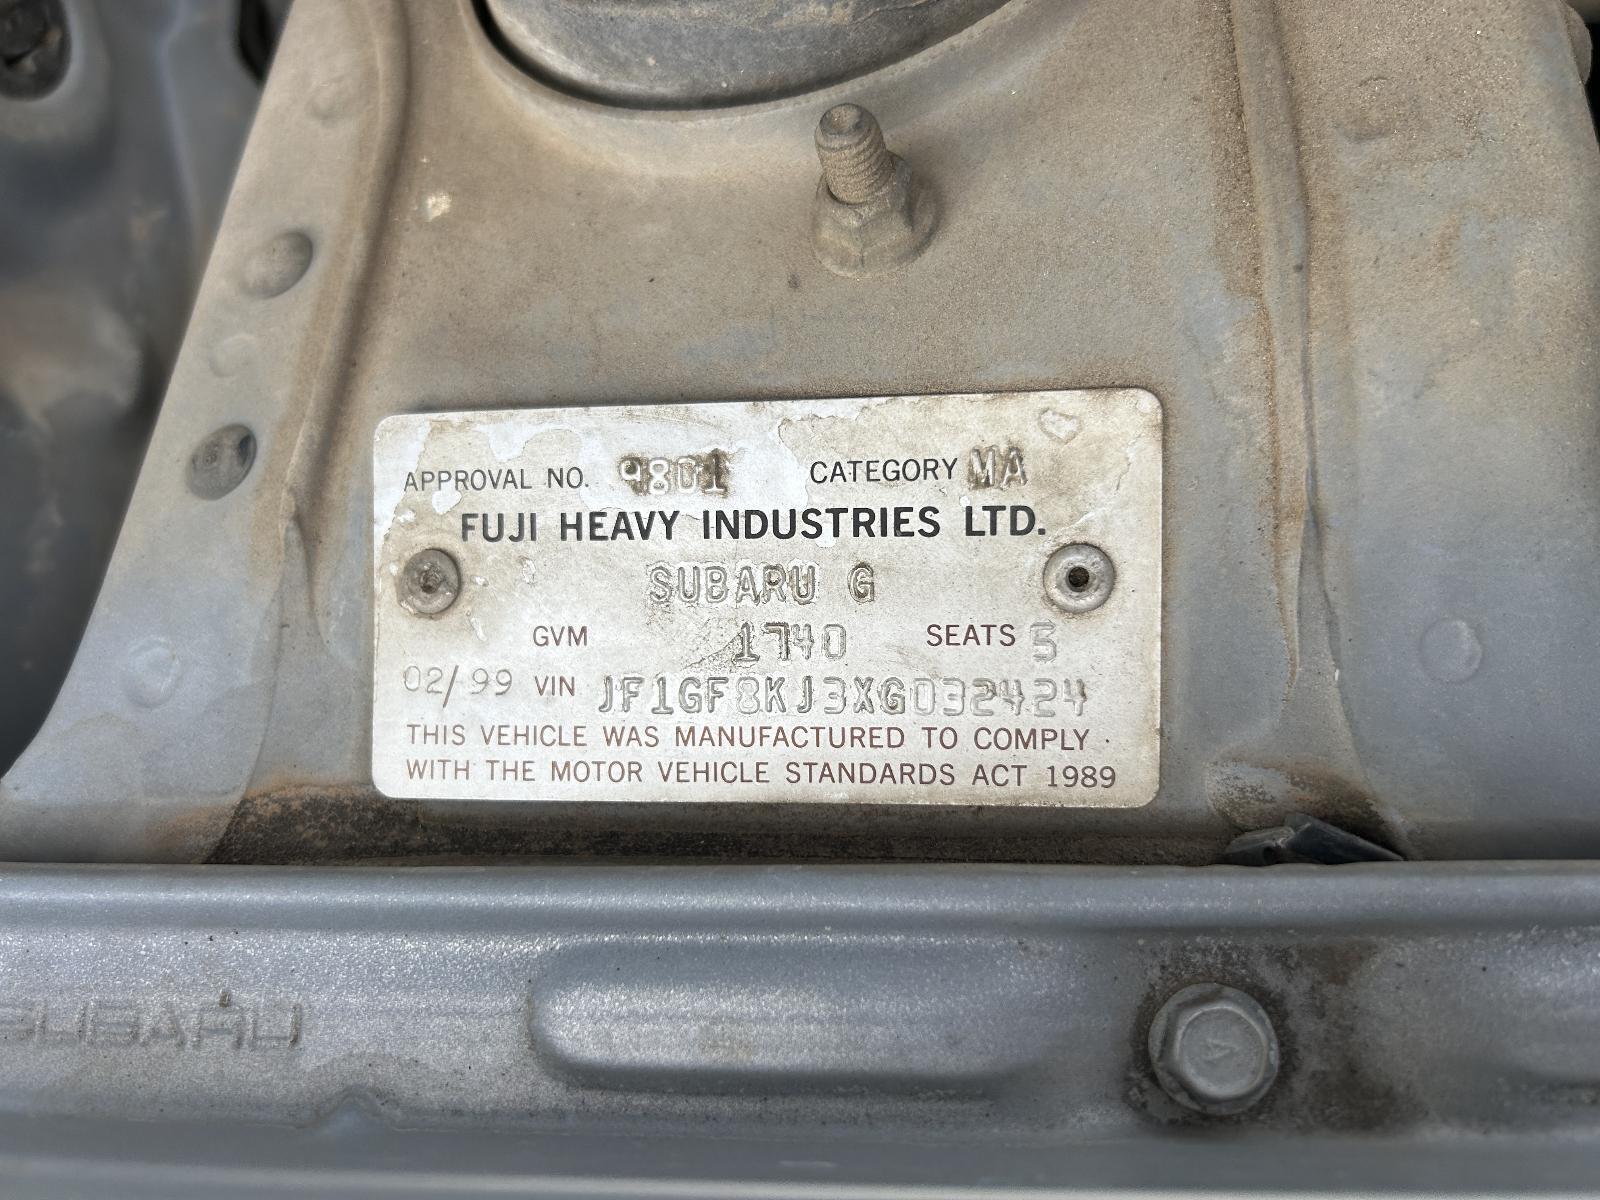 APPROVAL NO. 9801 CATEGORY MA
FUJI HEAVY INDUSTRIES LTD.
SUBARU G
GVM 1740 SEATS 5
02/99 VIN JF1GF8KJ3XG032424
THIS VEHICLE WAS MANUFACTURED TO COMPLY
WITH THE MOTOR VEHICLE STANDARDS ACT 1989
SUBARU
4